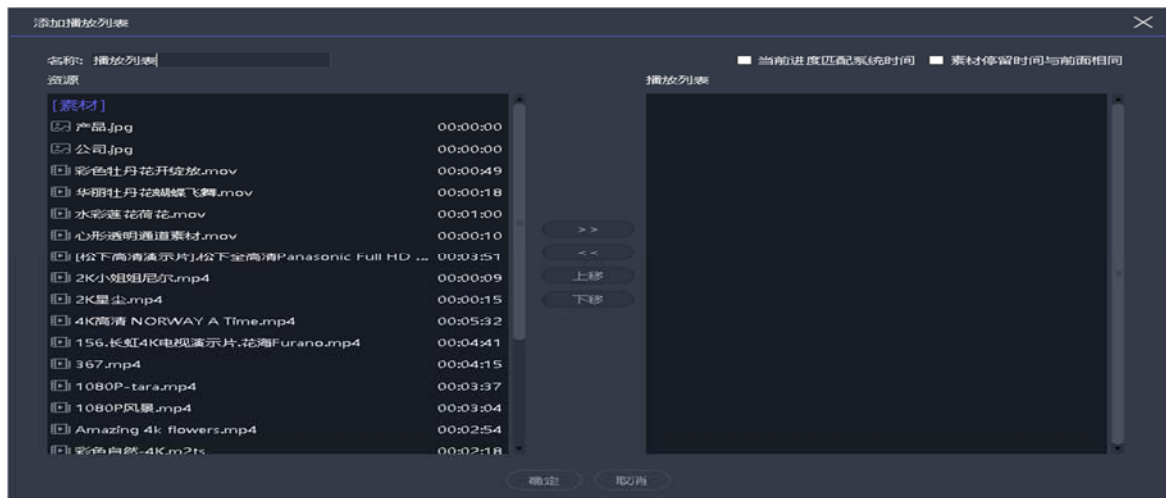 添加播放列表
名称: 播放列表
当前进度匹配系统时间 素材停留时间与前面相同
资源
播放列表
[素材]
产品.jpg 00:00:00
公司.jpg 00:00:00
彩色牡丹花开绽放.mov 00:00:49
华丽牡丹花蝴蝶飞舞.mov 00:00:18
水彩莲花荷花.mov 00:01:00
心形透明通道素材.mov 00:00:10
[松下高清演示片].松下全高清Panasonic Full HD ... 00:03:51
2K小姐姐尼尔.mp4 00:00:09
2K星尘.mp4 00:00:15
4K高清 NORWAY A Time.mp4 00:05:32
156.长虹4K电视演示片.花海Furano.mp4 00:04:41
367.mp4 00:04:15
1080P-tara.mp4 00:03:37
1080P风景.mp4 00:03:04
Amazing 4k flowers.mp4 00:02:54
彩色自然-4K.m2ts 00:02:18
>>
<<
上移
下移
确定 取消